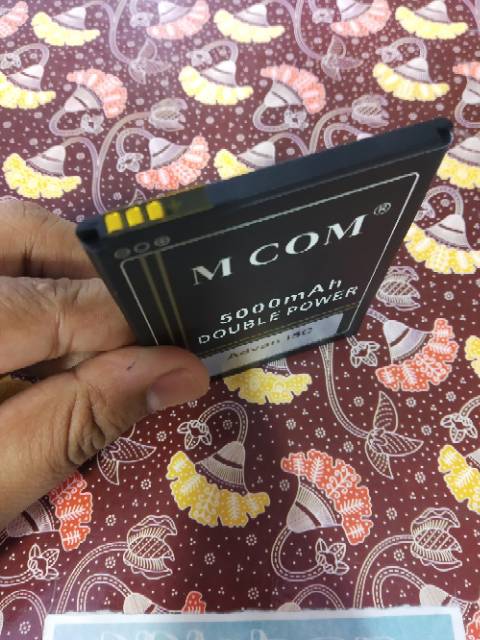 M COM®
5000mAh
DOUBLE POWER
Advan i5C